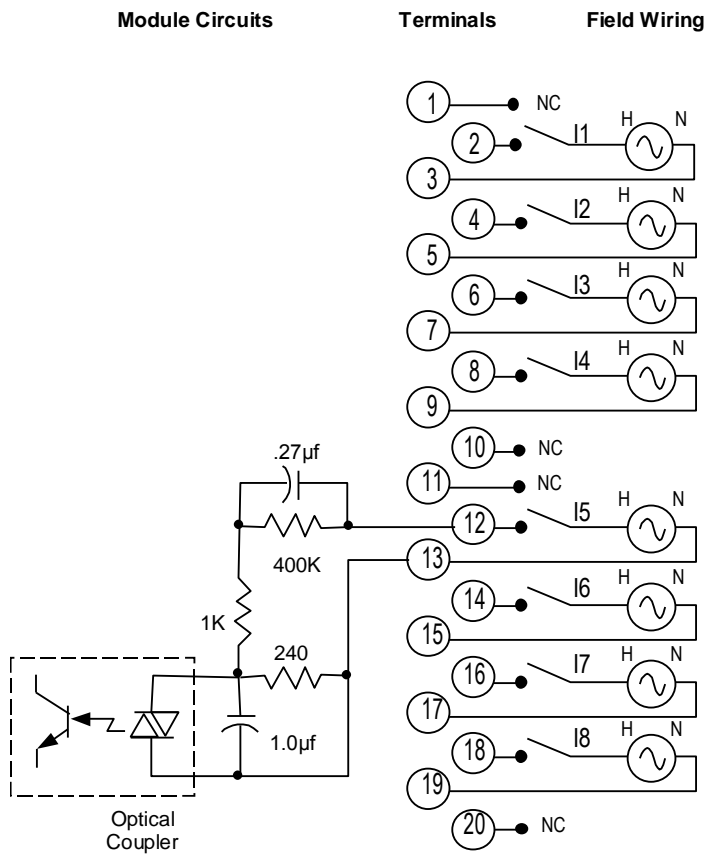 Module Circuits Terminals Field Wiring
1 NC
H N
2 I1
3
H N
4 I2
5
H N
6 I3
7
H N
8 I4
9
10 NC
.27µf
11 NC
H N
12 I5
400K
13
H N
14 I6
1K
15
240
H N
16 I7
17
H N
18 I8
1.0µf
19
20 NC
Optical
Coupler